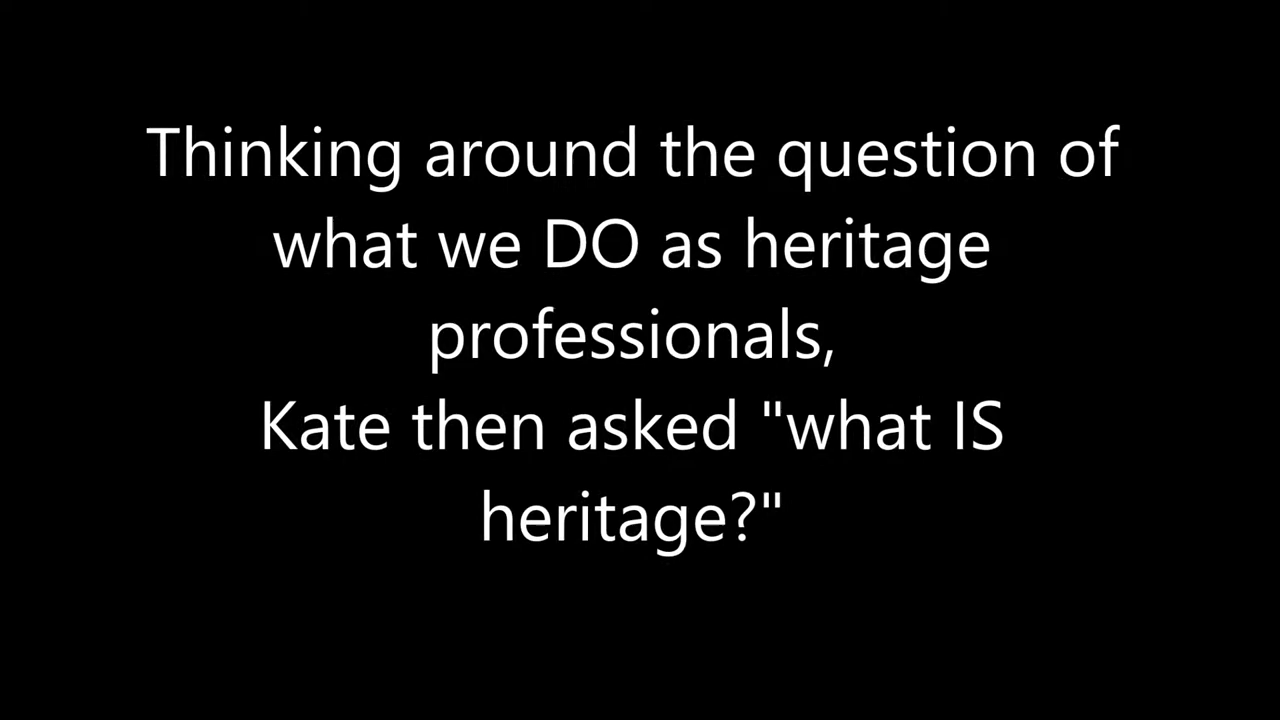 Thinking around the question of
what we DO as heritage
professionals,
Kate then asked "what IS
heritage?"